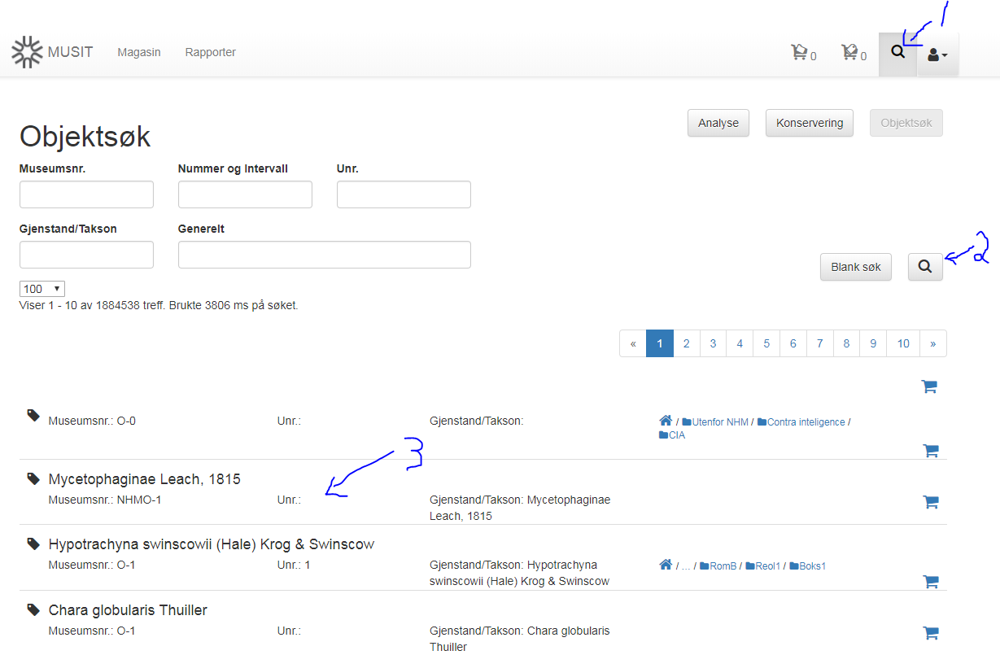 1
MUSIT Magasin Rapporter 0 0
Analyse Konservering Objektsøk
Objektsøk
Museumsnr. Nummer og Intervall Unr.
Gjenstand/Takson Generelt
2
Blank søk
100
Viser 1 - 10 av 1884538 treff. Brukte 3806 ms på søket.
« 1 2 3 4 5 6 7 8 9 10 »
Museumsnr.: O-0 Unr.: Gjenstand/Takson: / Utenfor NHM / Contra inteligence /
CIA
3
Mycetophaginae Leach, 1815
Museumsnr.: NHMO-1 Unr.: Gjenstand/Takson: Mycetophaginae
Leach, 1815
Hypotrachyna swinscowii (Hale) Krog & Swinscow
Museumsnr.: O-1 Unr.: 1 Gjenstand/Takson: Hypotrachyna / ... / RomB / Reol1 / Boks1
swinscowii (Hale) Krog & Swinscow
Chara globularis Thuiller
Museumsnr.: O-1 Unr.: Gjenstand/Takson: Chara globularis
Thuiller